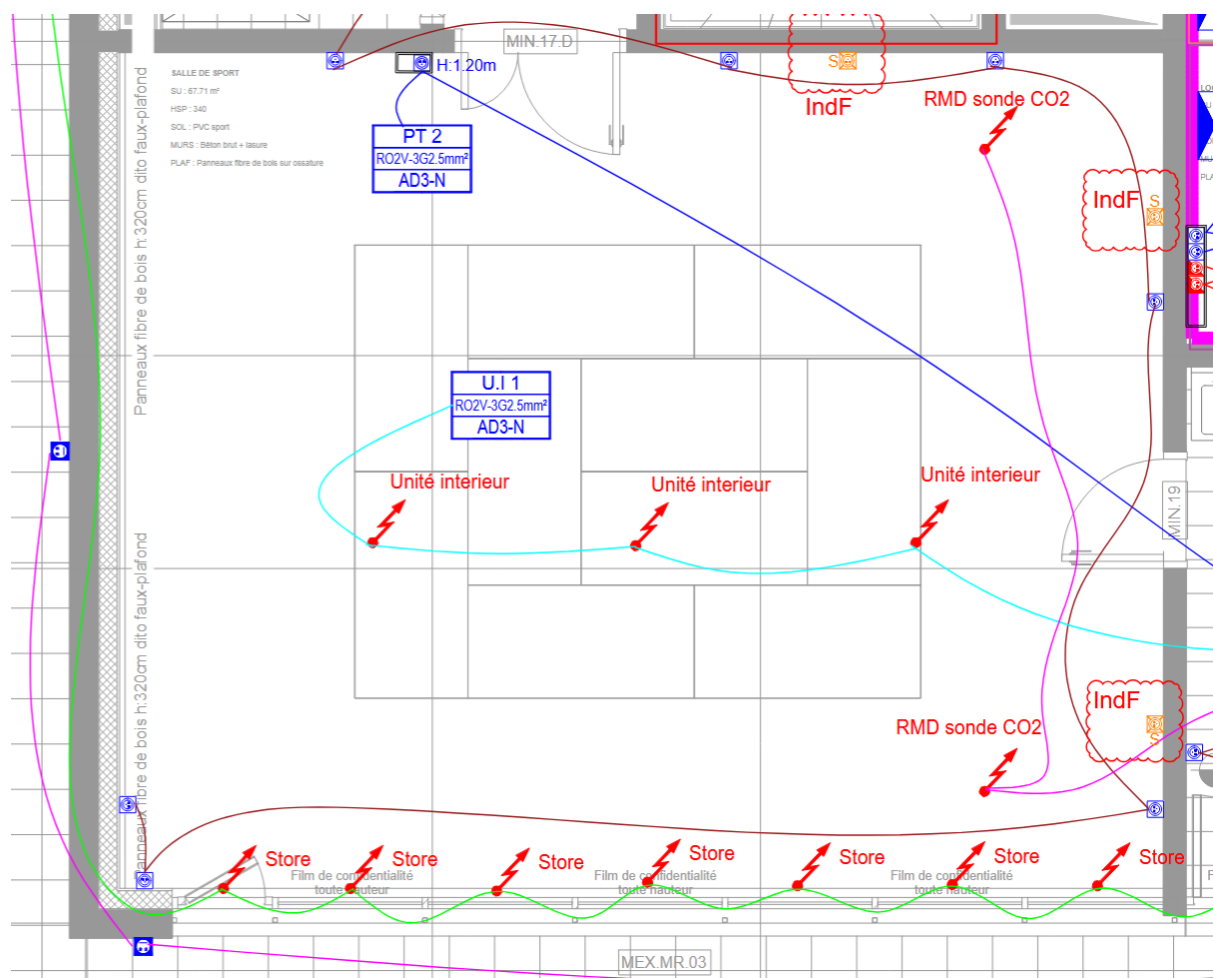 MIN.17.D
S
H:1.20m
IndF
RMD sonde CO2
SALLE DE SPORT
SU : 67.71 m²
HSP : 340
SOL : PVC sport
MURS : Béton brut + lasure
PLAF : Panneaux fibre de bois sur ossature
Panneaux fibre de bois h:320cm dito faux-plafond
PT 2
RO2V-3G2.5mm²
AD3-N
IndF
S
U.I 1
RO2V-3G2.5mm²
AD3-N
Unité interieur
Unité interieur
Unité interieur
MIN.19
Panneaux fibre de bois h:320cm dito faux-plafond
IndF
S
RMD sonde CO2
Store
Store
Store
Store
Store
Store
Store
Film de confidentialité
toute hauteur
Film de confidentialité
toute hauteur
Film de confidentialité
toute hauteur
MEX.MR.03